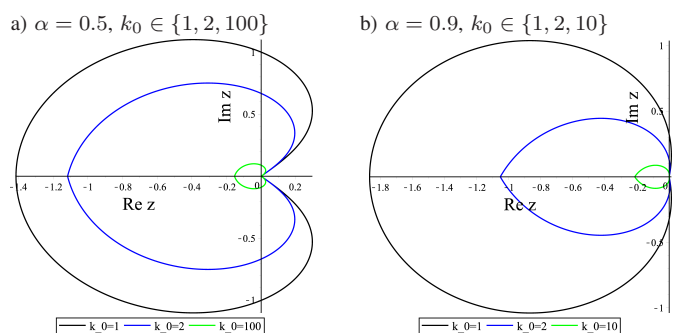 a) α = 0.5, k₀ ∈ {1, 2, 100}
1
0.5
Im z
-1.4 -1.2 -1 -0.8 -0.6 -0.4 -0.2 0 0.2
Re z
-0.5
-1
k_0=1 k_0=2 k_0=100
b) α = 0.9, k₀ ∈ {1, 2, 10}
1
0.5
Im z
-1.8 -1.6 -1.4 -1.2 -1 -0.8 -0.6 -0.4 -0.2 0
Re z
-0.5
-1
k_0=1 k_0=2 k_0=10